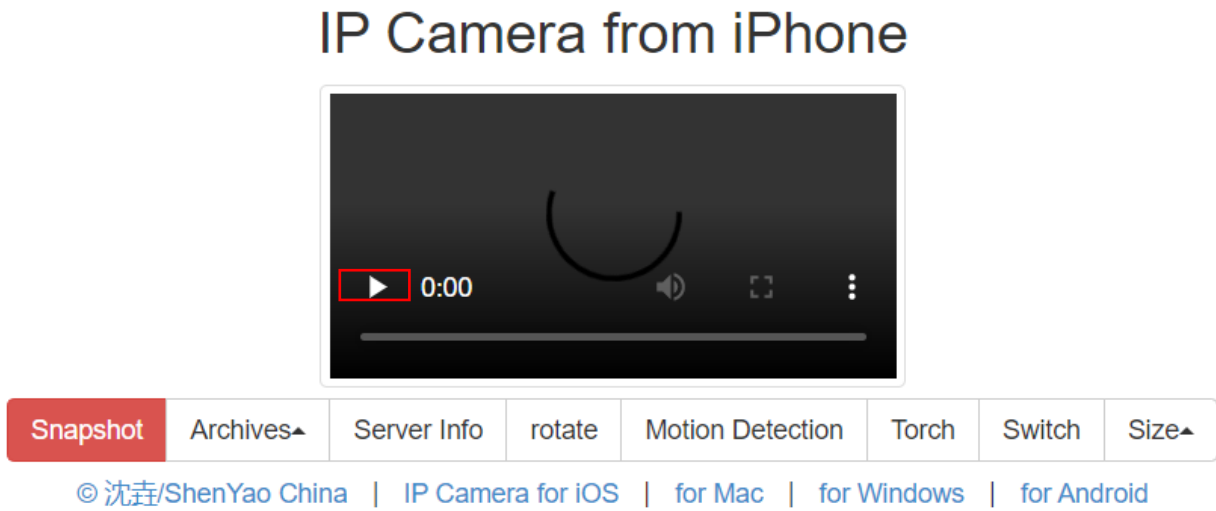 IP Camera from iPhone
0:00
Snapshot Archives Server Info rotate Motion Detection Torch Switch Size
© 沈垚/ShenYao China | IP Camera for iOS | for Mac | for Windows | for Android